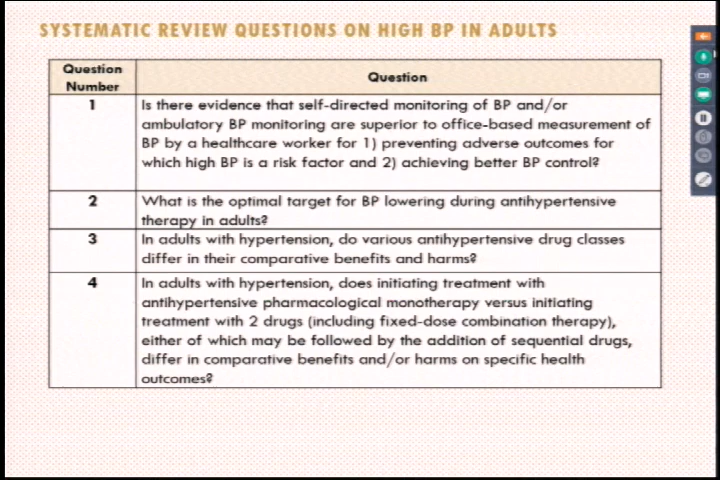 SYSTEMATIC REVIEW QUESTIONS ON HIGH BP IN ADULTS
Question Number
Question
1
Is there evidence that self-directed monitoring of BP and/or
ambulatory BP monitoring are superior to office-based measurement of
BP by a healthcare worker for 1) preventing adverse outcomes for
which high BP is a risk factor and 2) achieving better BP control?
2
What is the optimal target for BP lowering during antihypertensive
therapy in adults?
3
In adults with hypertension, do various antihypertensive drug classes
differ in their comparative benefits and harms?
4
In adults with hypertension, does initiating treatment with
antihypertensive pharmacological monotherapy versus initiating
treatment with 2 drugs (including fixed-dose combination therapy),
either of which may be followed by the addition of sequential drugs,
differ in comparative benefits and/or harms on specific health
outcomes?